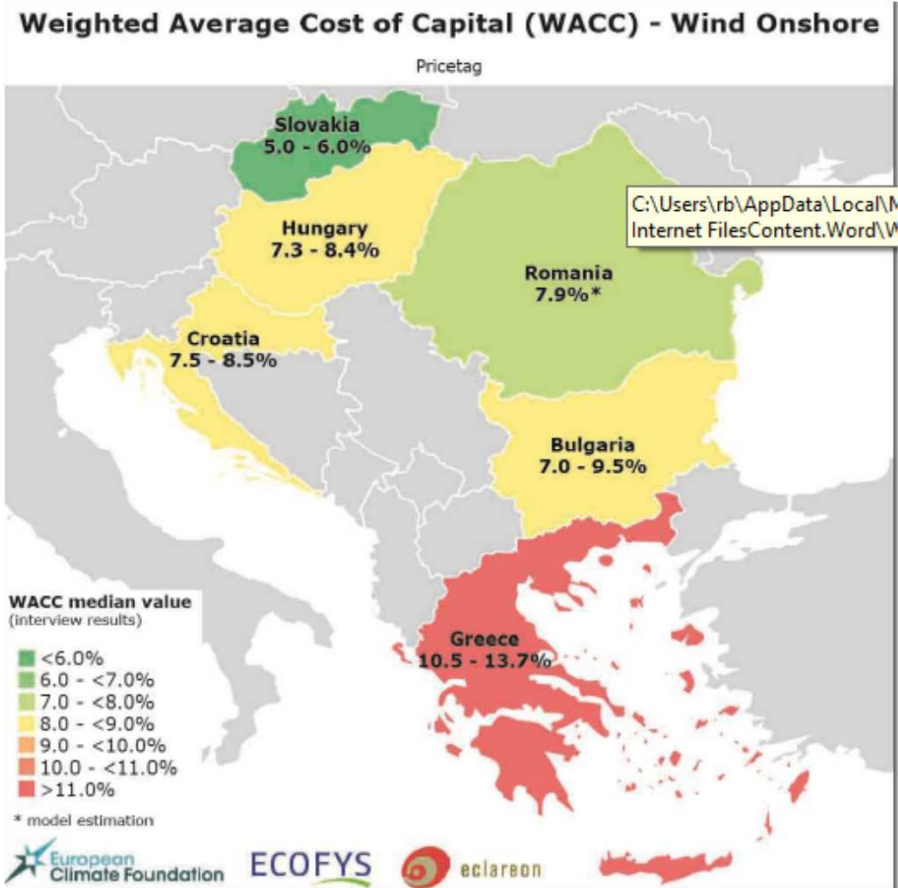 Weighted Average Cost of Capital (WACC) - Wind Onshore
Pricetag
Slovakia
5.0 - 6.0%
C:\Users\rb\AppData\Local\
Internet FilesContent.Word\
Hungary
7.3 - 8.4%
Romania
7.9%*
Croatia
7.5 - 8.5%
Bulgaria
7.0 - 9.5%
Greece
10.5 - 13.7%
WACC median value
(interview results)
<6.0%
6.0 - <7.0%
7.0 - <8.0%
8.0 - <9.0%
9.0 - <10.0%
10.0 - <11.0%
>11.0%
* model estimation
European
Climate Foundation
ECOFYS
eclareon